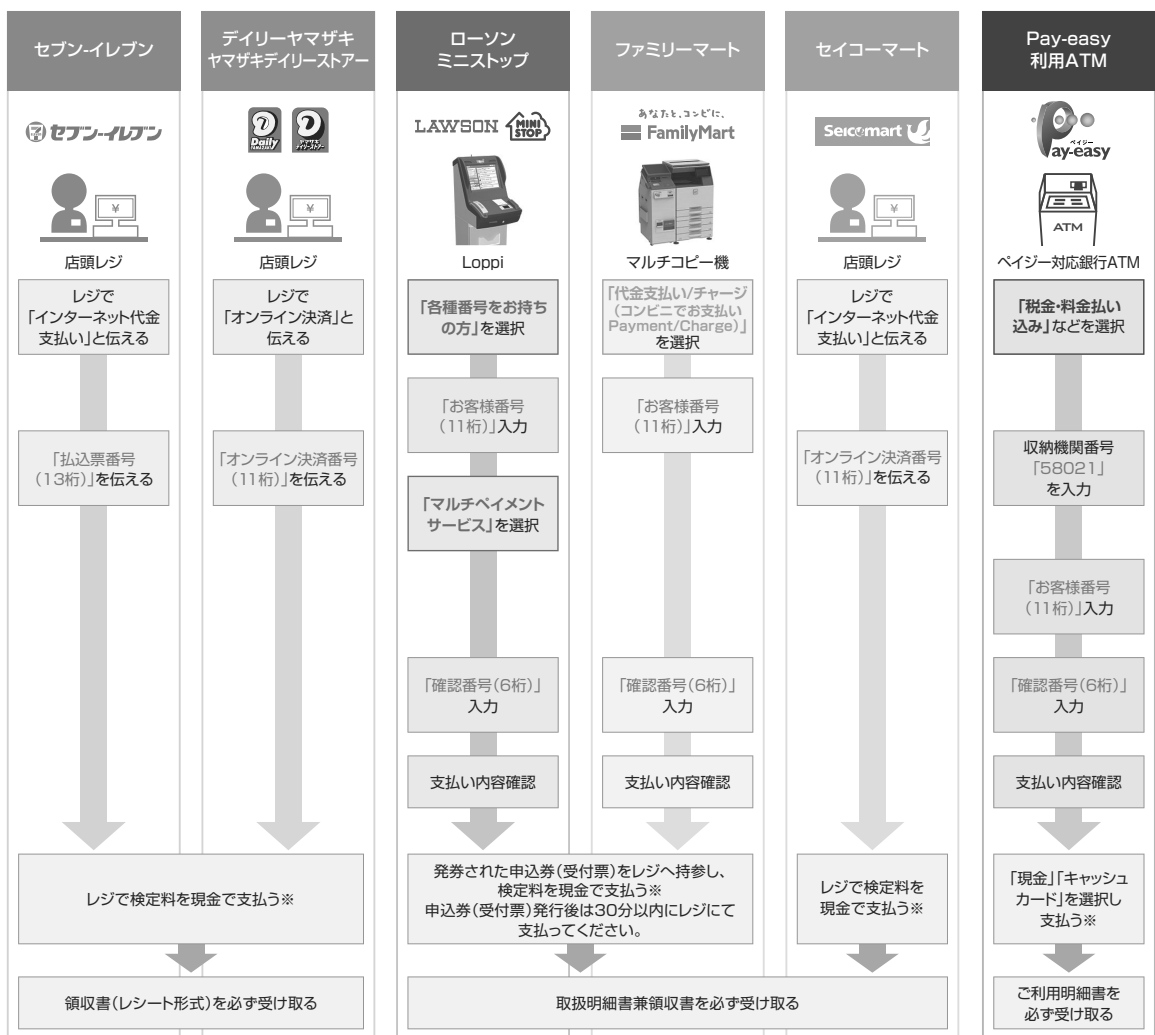 セブン-イレブン
デイリーヤマザキ
ヤマザキデイリーストアー
ローソン
ミニストップ
ファミリーマート
セイコーマート
Pay-easy
利用ATM
セブン-イレブン
Daily
YAMAZAKI
デイリーストアー
LAWSON
MINI
STOP
あなたと、コンビに、
FamilyMart
Seicomart
ペイジー
Pay-easy
¥
¥
¥
ATM
店頭レジ
店頭レジ
Loppi
マルチコピー機
店頭レジ
ペイジー対応銀行ATM
レジで
「インターネット代金
支払い」と伝える
「払込票番号
(13桁)」を伝える
レジで
「オンライン決済」と
伝える
「オンライン決済番号
(11桁)」を伝える
「各種番号をお持ち
の方」を選択
「お客様番号
(11桁)」入力
「マルチペイメント
サービス」を選択
「確認番号(6桁)」
入力
支払い内容確認
「代金支払い/チャージ
(コンビニでお支払い
Payment/Charge)」
を選択
「お客様番号
(11桁)」入力
「確認番号(6桁)」
入力
支払い内容確認
レジで
「インターネット代金
支払い」と伝える
「オンライン決済番号
(11桁)」を伝える
「税金・料金払い
込み」などを選択
収納機関番号
「58021」
を入力
「お客様番号
(11桁)」入力
「確認番号(6桁)」
入力
支払い内容確認
レジで検定料を現金で支払う※
発券された申込券(受付票)をレジへ持参し、
検定料を現金で支払う※
申込券(受付票)発行後は30分以内にレジにて
支払ってください。
レジで検定料を
現金で支払う※
「現金」「キャッシュ
カード」を選択し
支払う※
領収書(レシート形式)を必ず受け取る
取扱明細書兼領収書を必ず受け取る
ご利用明細書を
必ず受け取る